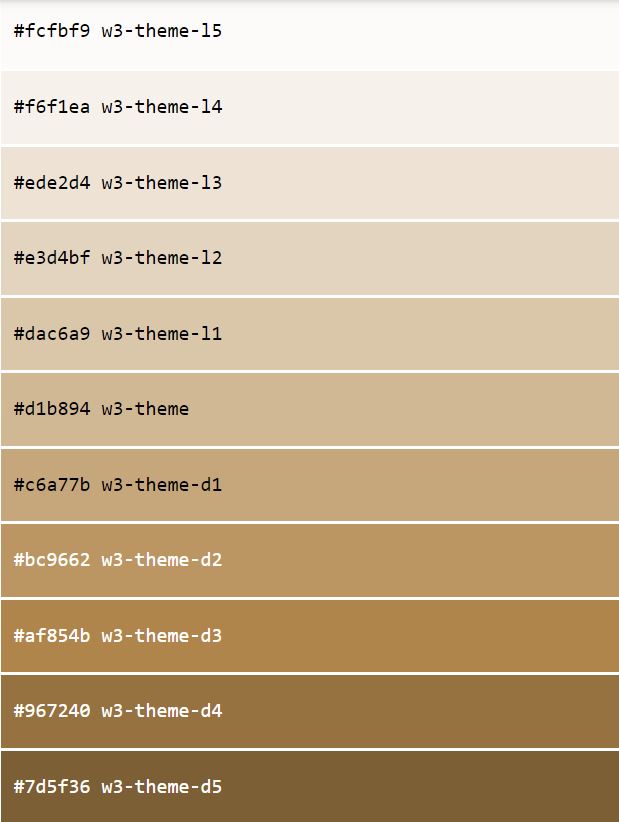 #fcfbf9 w3-theme-l5
#f6f1ea w3-theme-l4
#ede2d4 w3-theme-l3
#e3d4bf w3-theme-l2
#dac6a9 w3-theme-l1
#d1b894 w3-theme
#c6a77b w3-theme-d1
#bc9662 w3-theme-d2
#af854b w3-theme-d3
#967240 w3-theme-d4
#7d5f36 w3-theme-d5